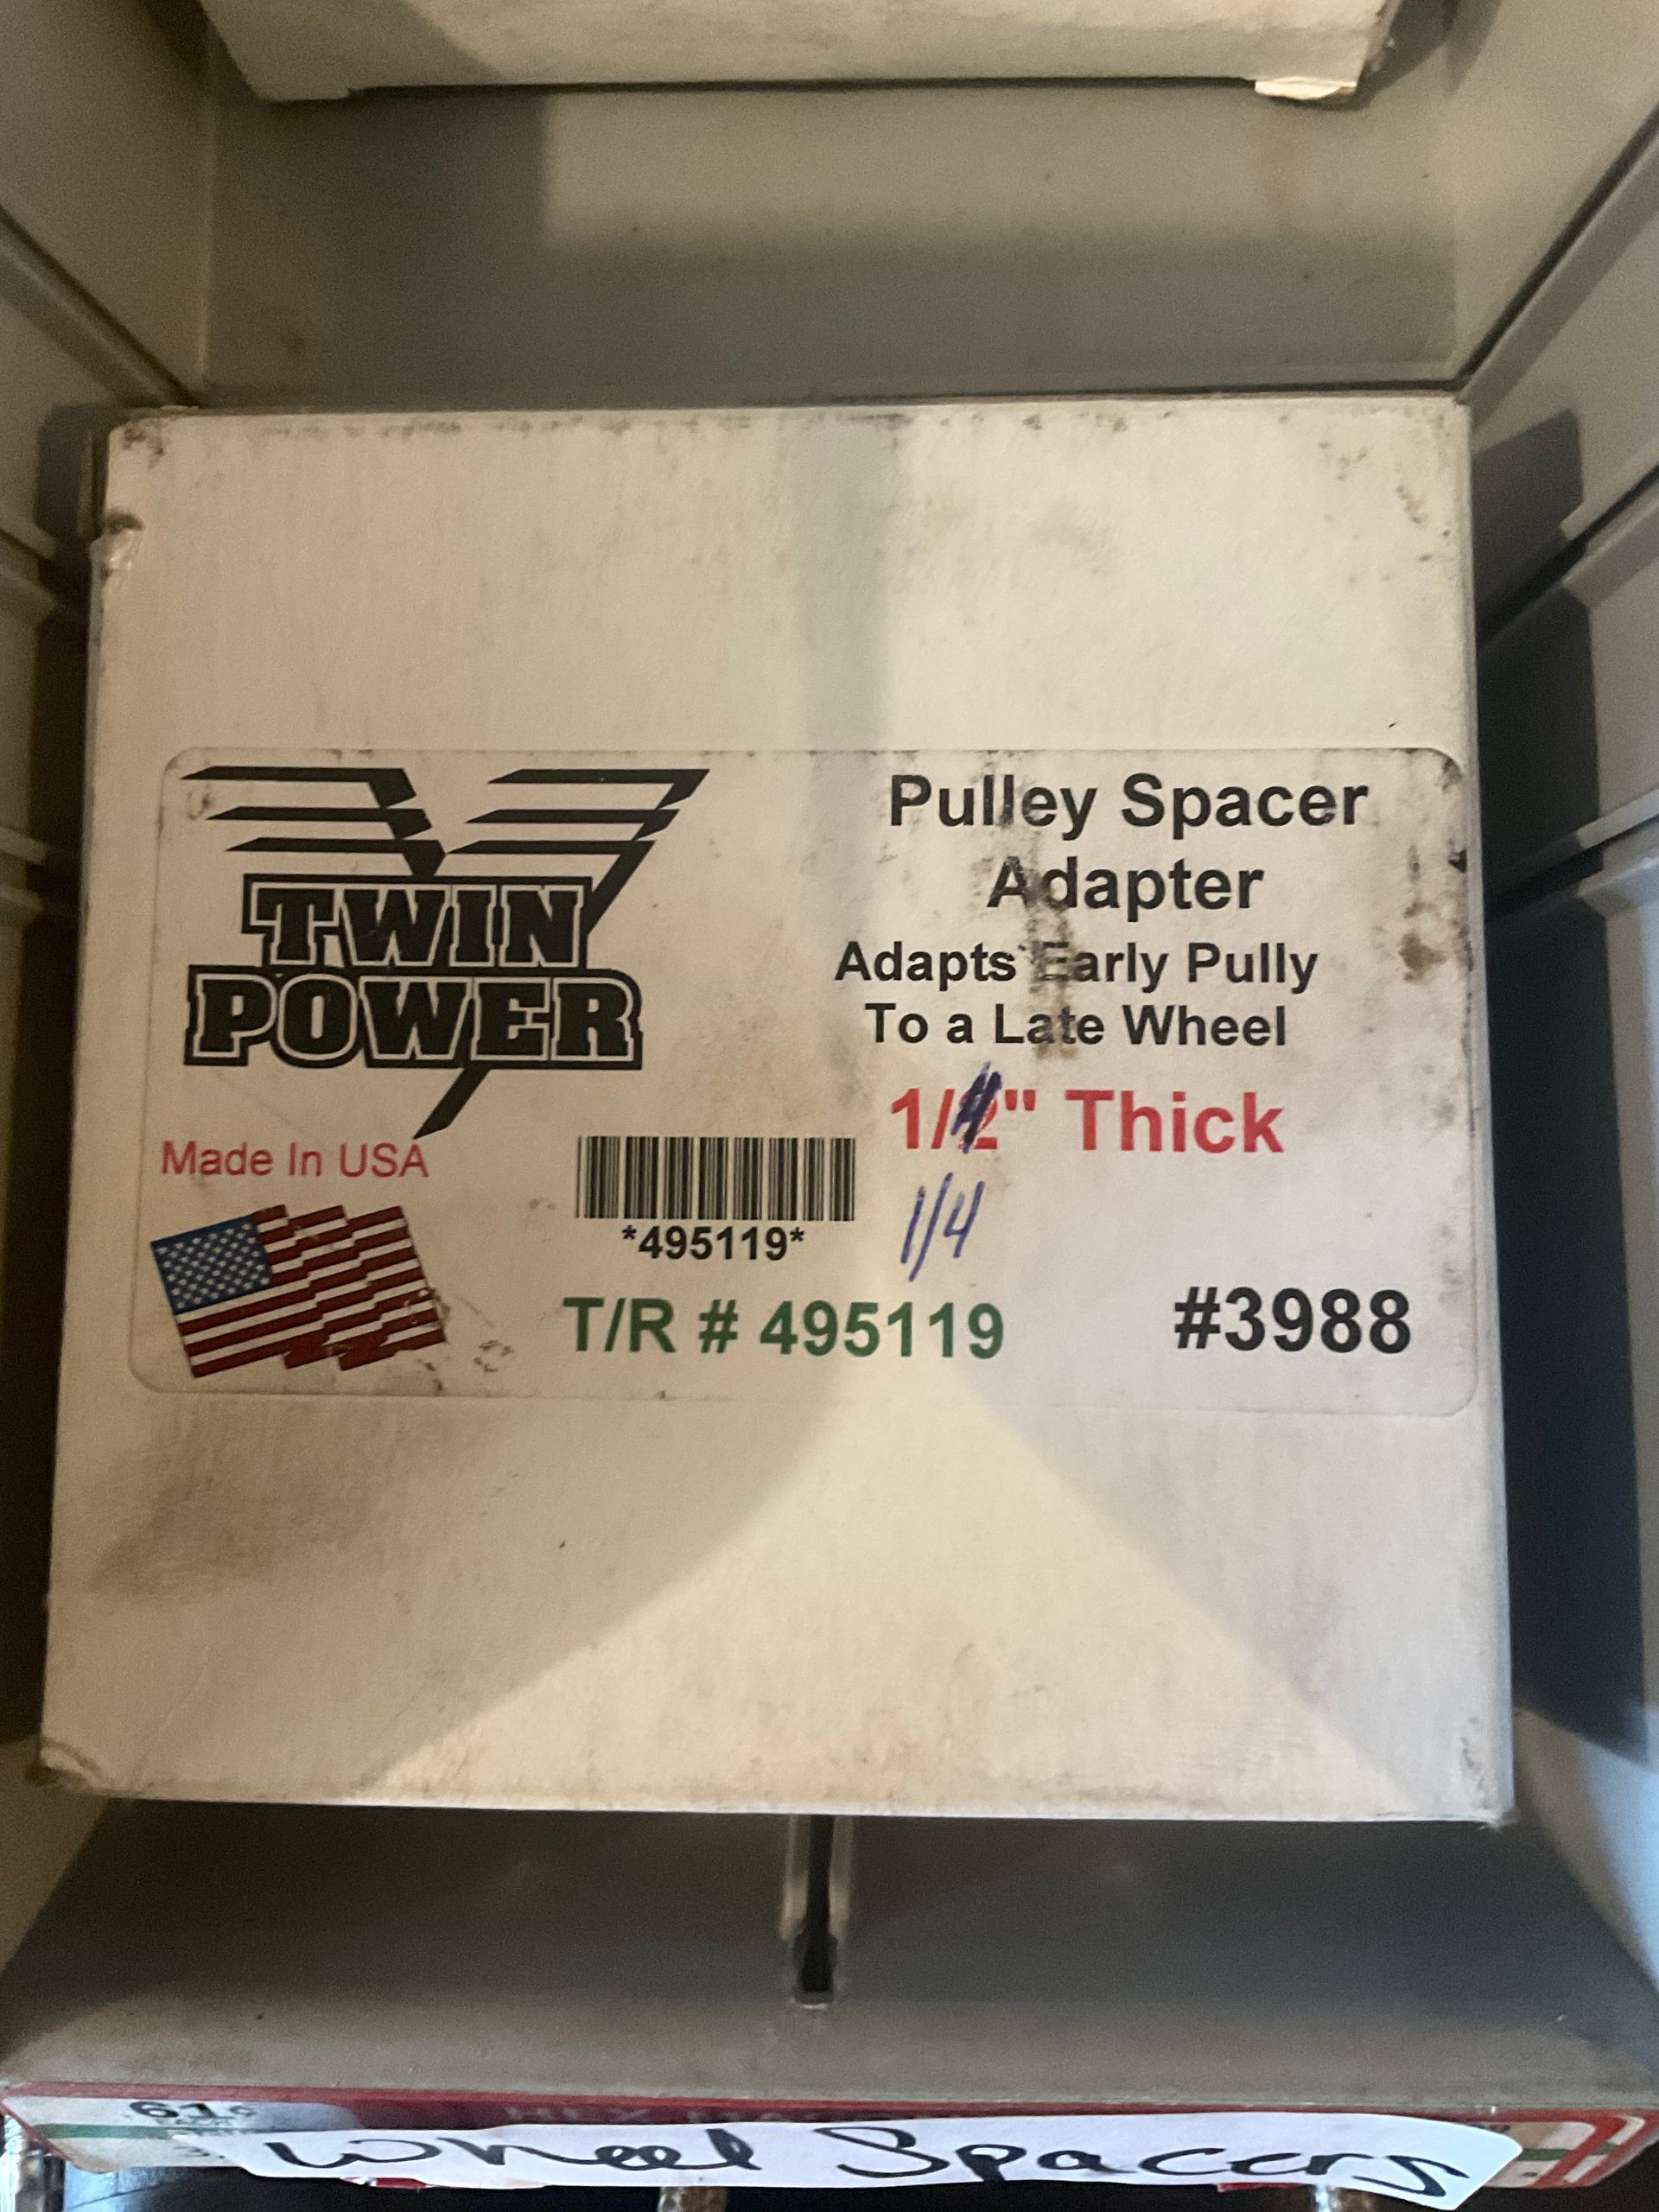 TWIN
POWER
Made In USA
Pulley Spacer
Adapter
Adapts Early Pully
To a Late Wheel
1/4" Thick
1/4
*495119*
T/R # 495119
#3988
Wheel Spacers